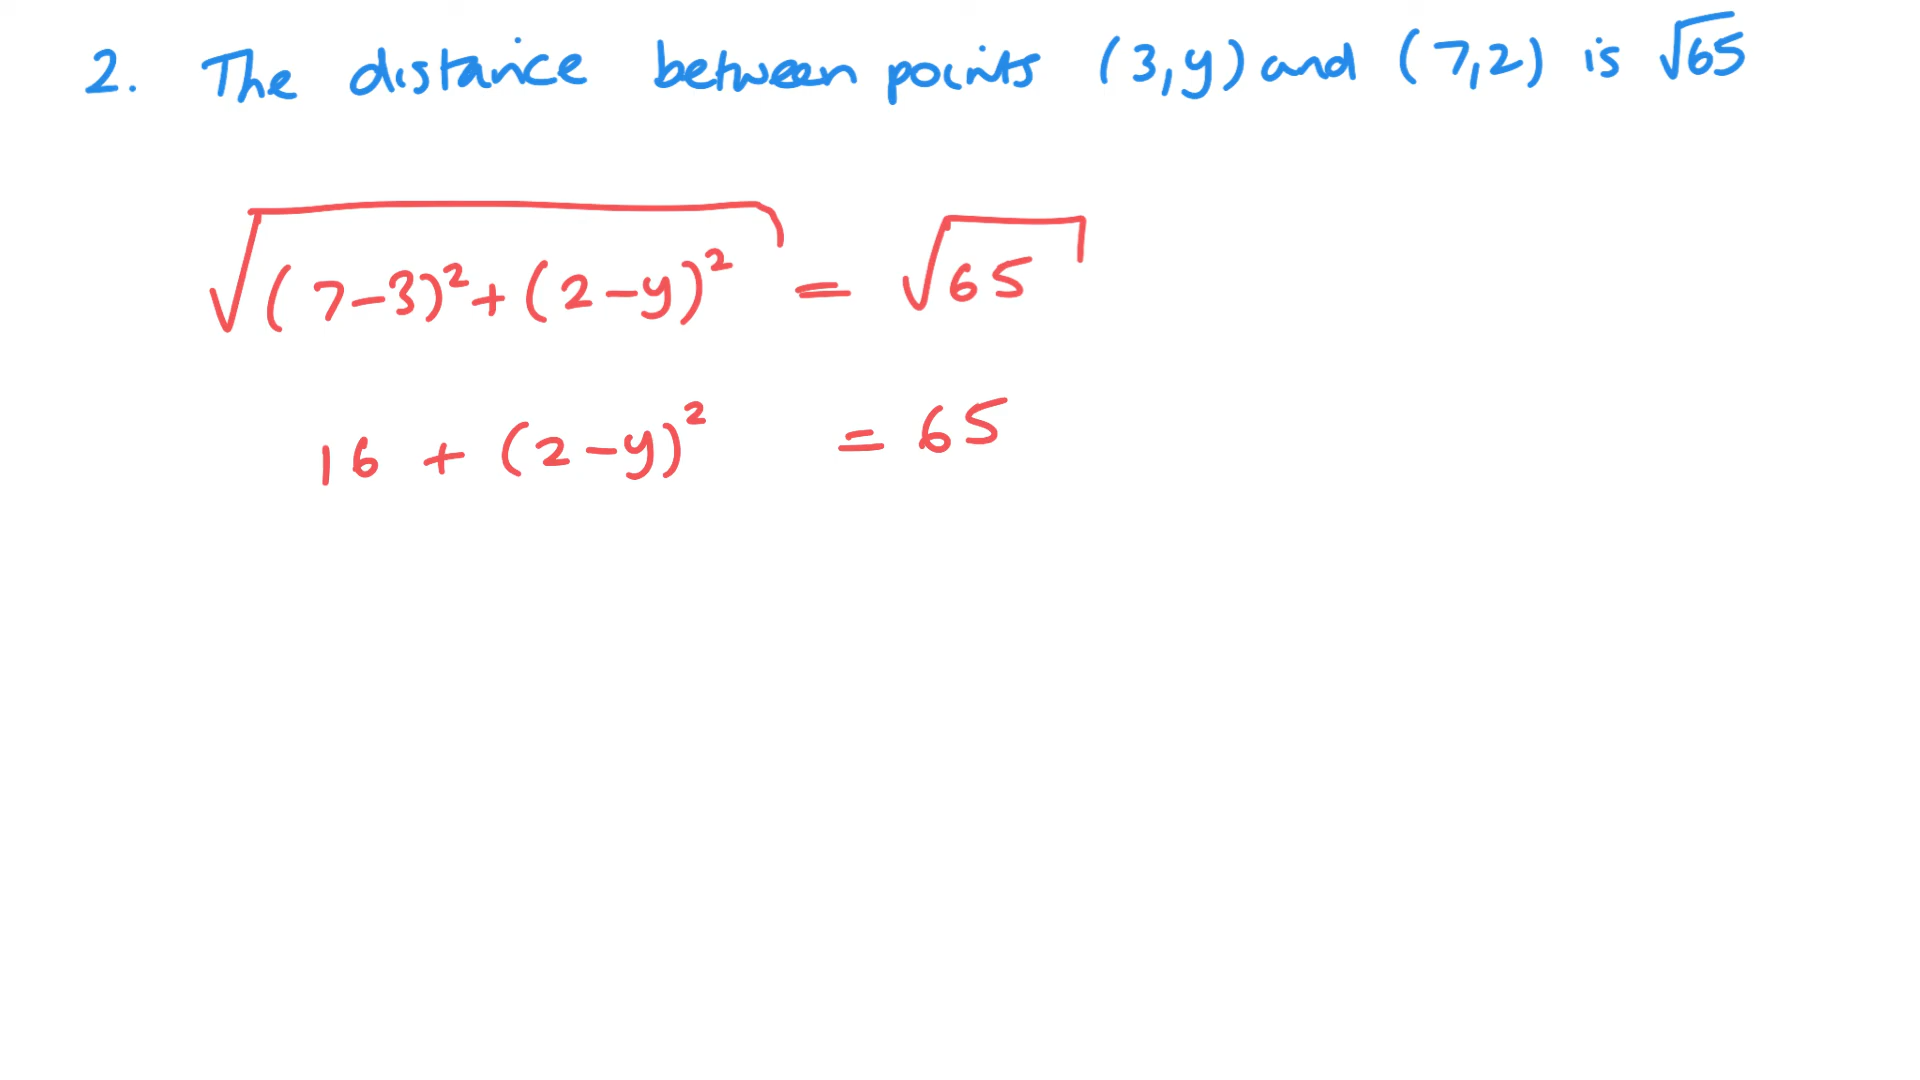 2. The distance between points (3,y) and (7,2) is √65
√(7-3)²+(2-y)² = √65
16 + (2-y)² = 65